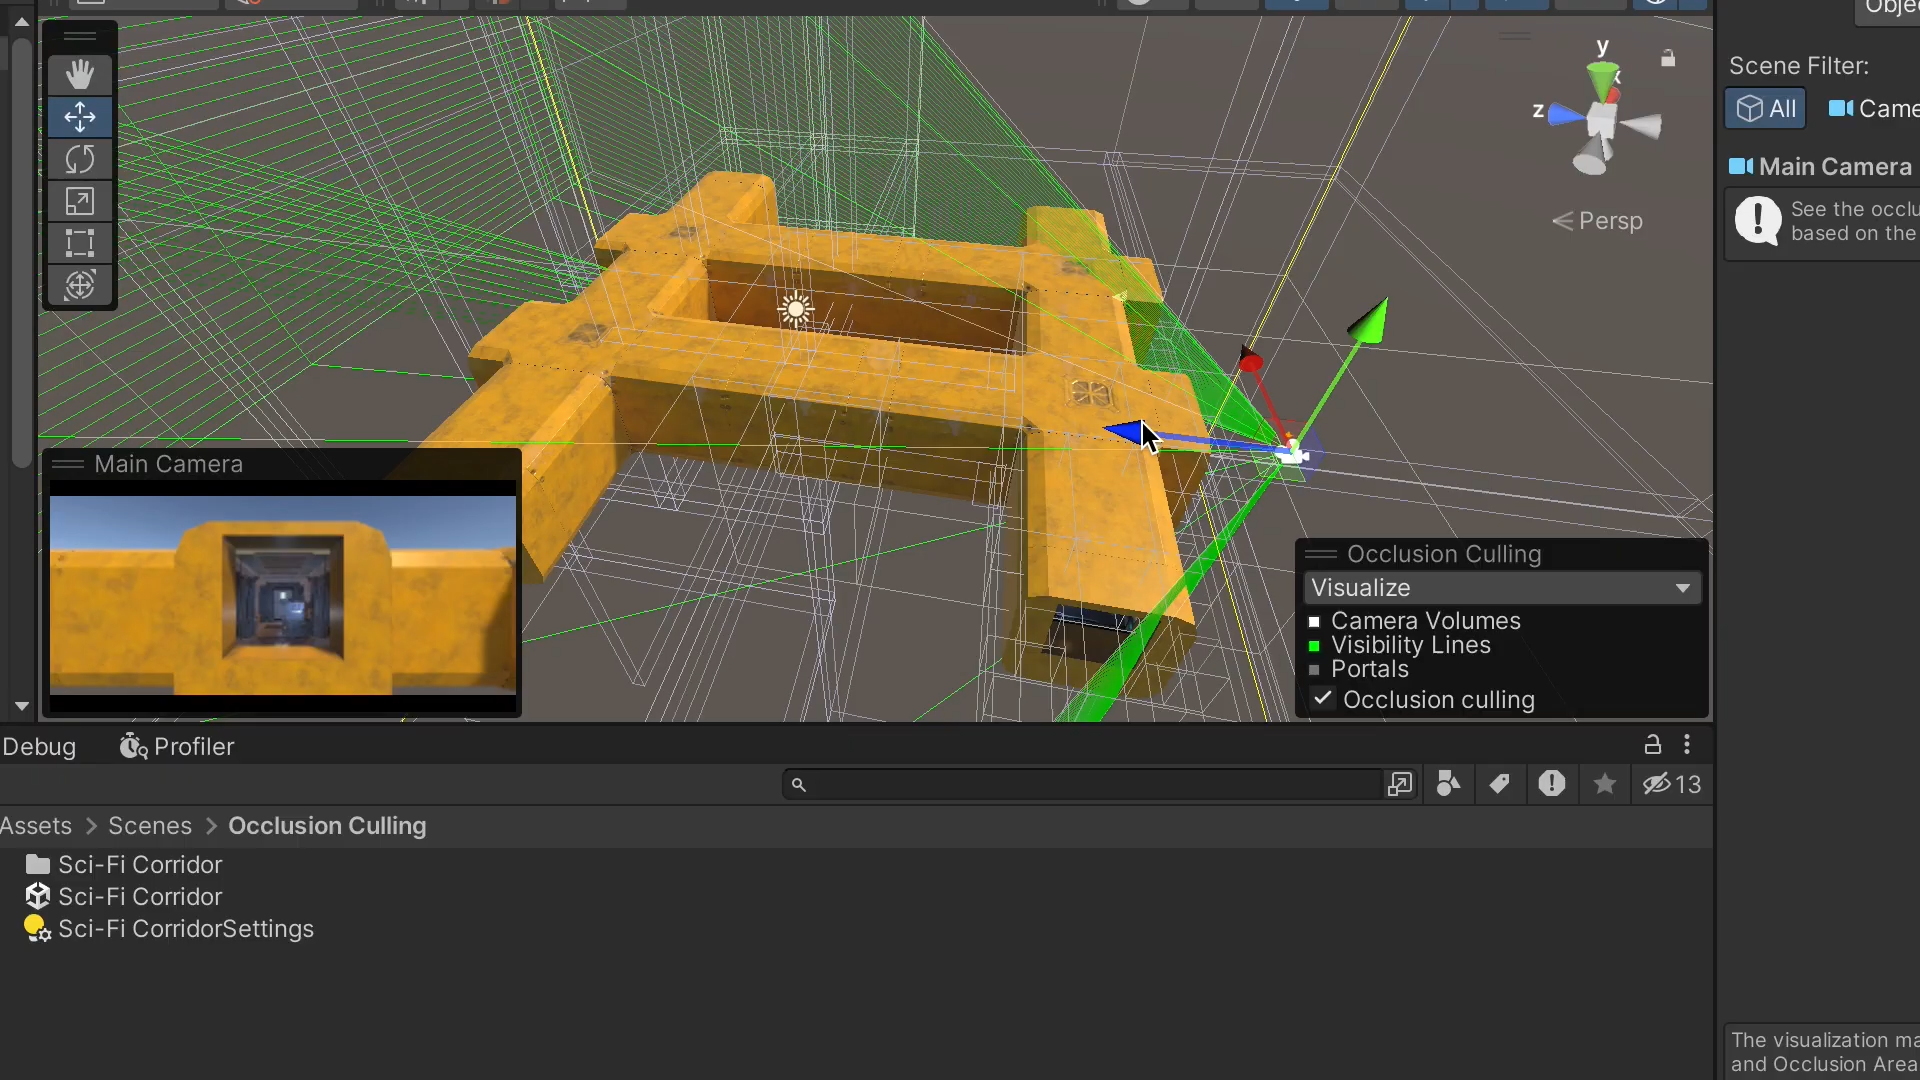 Obje
y
x
z
Persp
Scene Filter:
All
Came
Main Camera
See the occlu
based on the
Main Camera
Occlusion Culling
Visualize
Camera Volumes
Visibility Lines
Portals
Occlusion culling
Debug
Profiler
13
Assets > Scenes > Occlusion Culling
Sci-Fi Corridor
Sci-Fi Corridor
Sci-Fi CorridorSettings
The visualization ma
and Occlusion Area